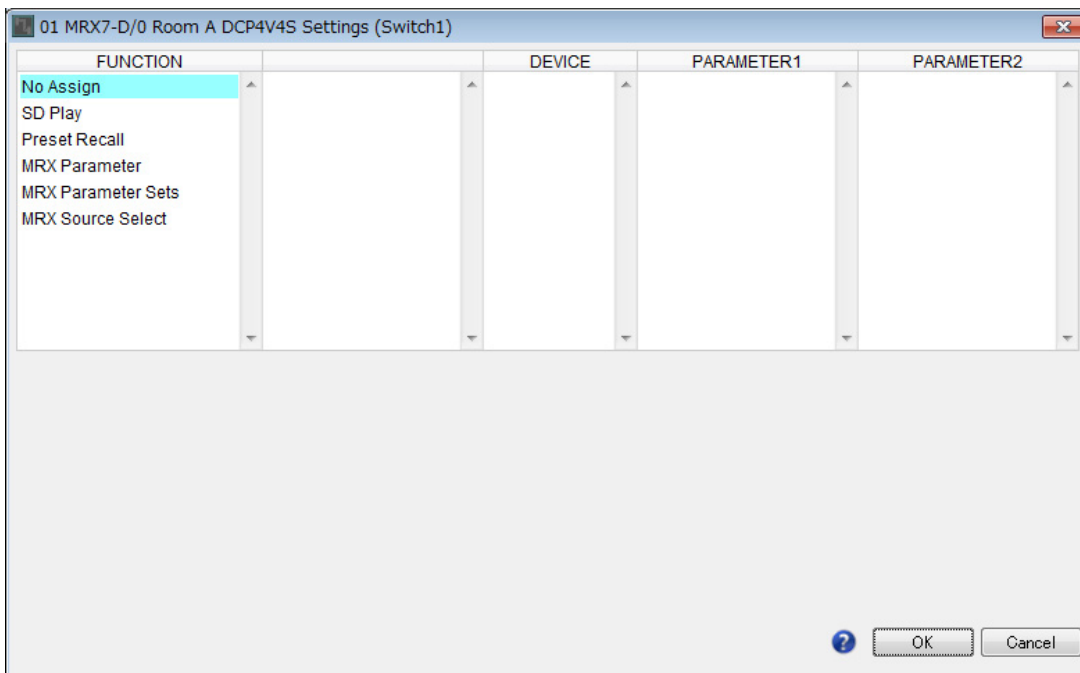 01 MRX7-D/0 Room A DCP4V4S Settings (Switch1)
FUNCTION DEVICE PARAMETER1 PARAMETER2
No Assign
SD Play
Preset Recall
MRX Parameter
MRX Parameter Sets
MRX Source Select
? OK Cancel